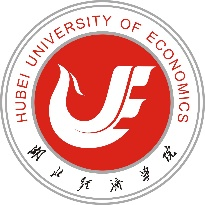 HUBEI UNIVERSITY OF ECONOMICS
湖北经济学院